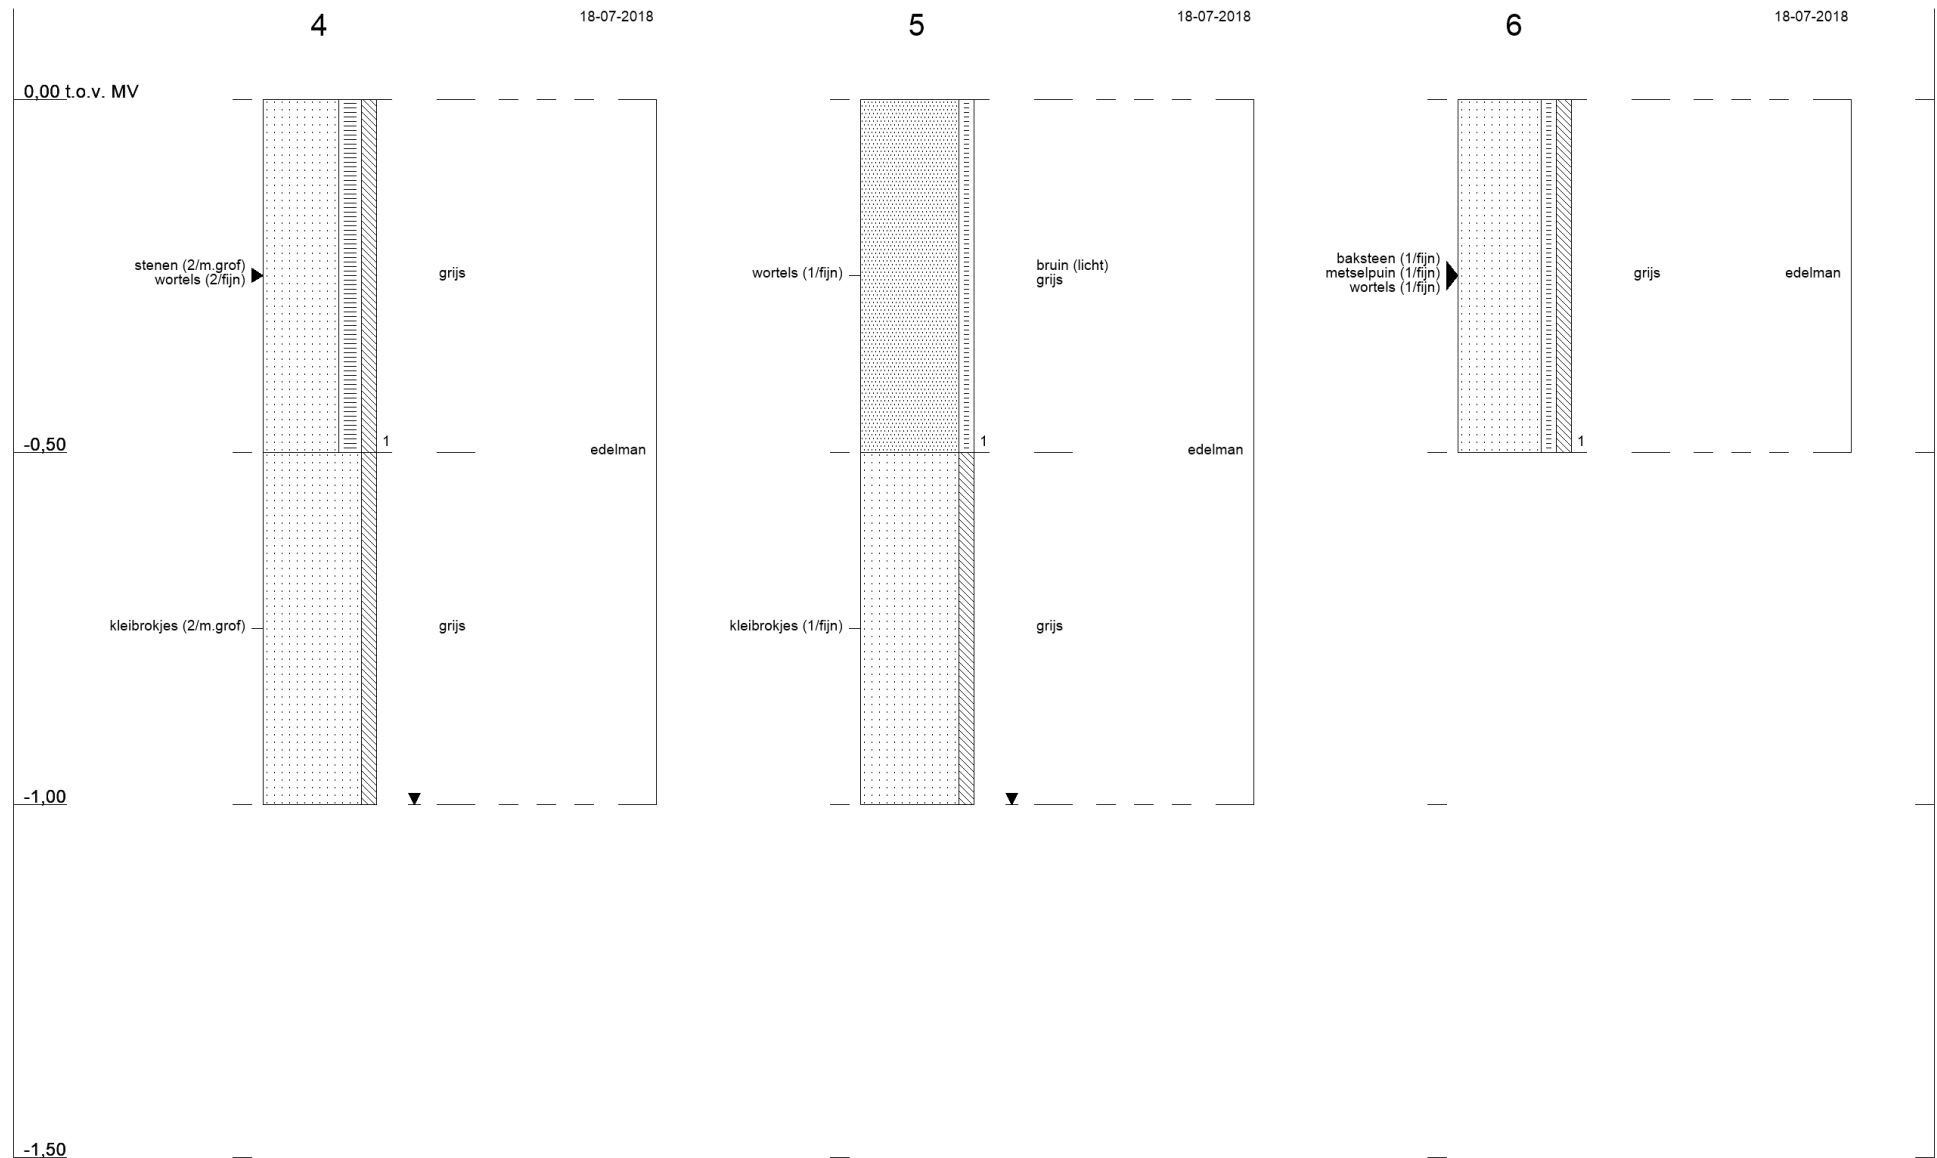 4
18-07-2018
5
18-07-2018
6
18-07-2018
0,00 t.o.v. MV
stenen (2/m.grof)
wortels (2/fijn)
grijs
wortels (1/fijn)
bruin (licht)
grijs
baksteen (1/fijn)
metselpuin (1/fijn)
wortels (1/fijn)
grijs
edelman
-0,50
1
edelman
1
edelman
1
kleibrokjes (2/m.grof)
grijs
kleibrokjes (1/fijn)
grijs
-1,00
-1,50